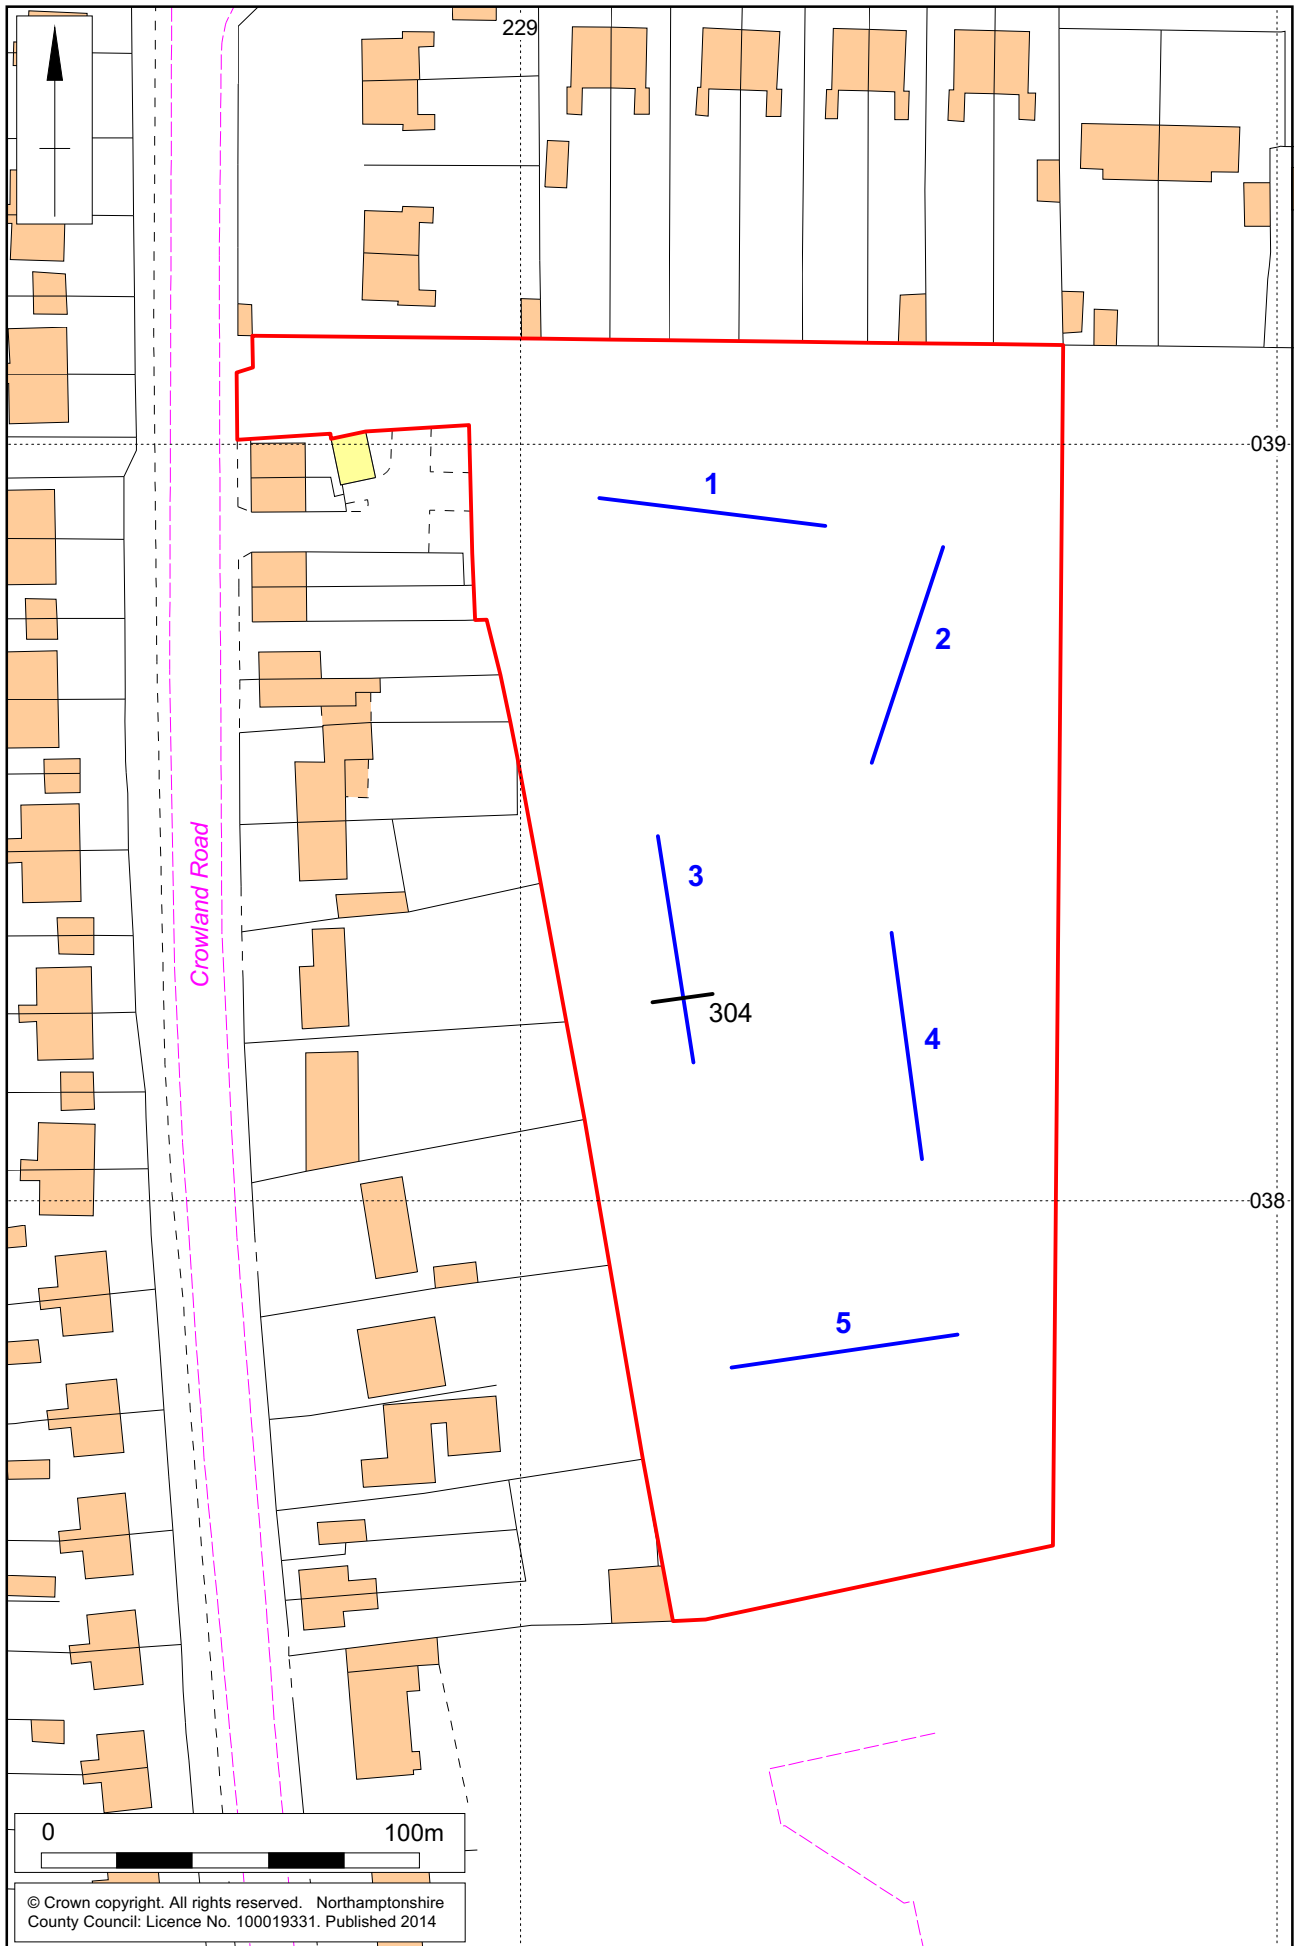 229
039
1
2
Crowland Road
3
304
4
038
5
0 100m
© Crown copyright. All rights reserved. Northamptonshire
County Council: Licence No. 100019331. Published 2014